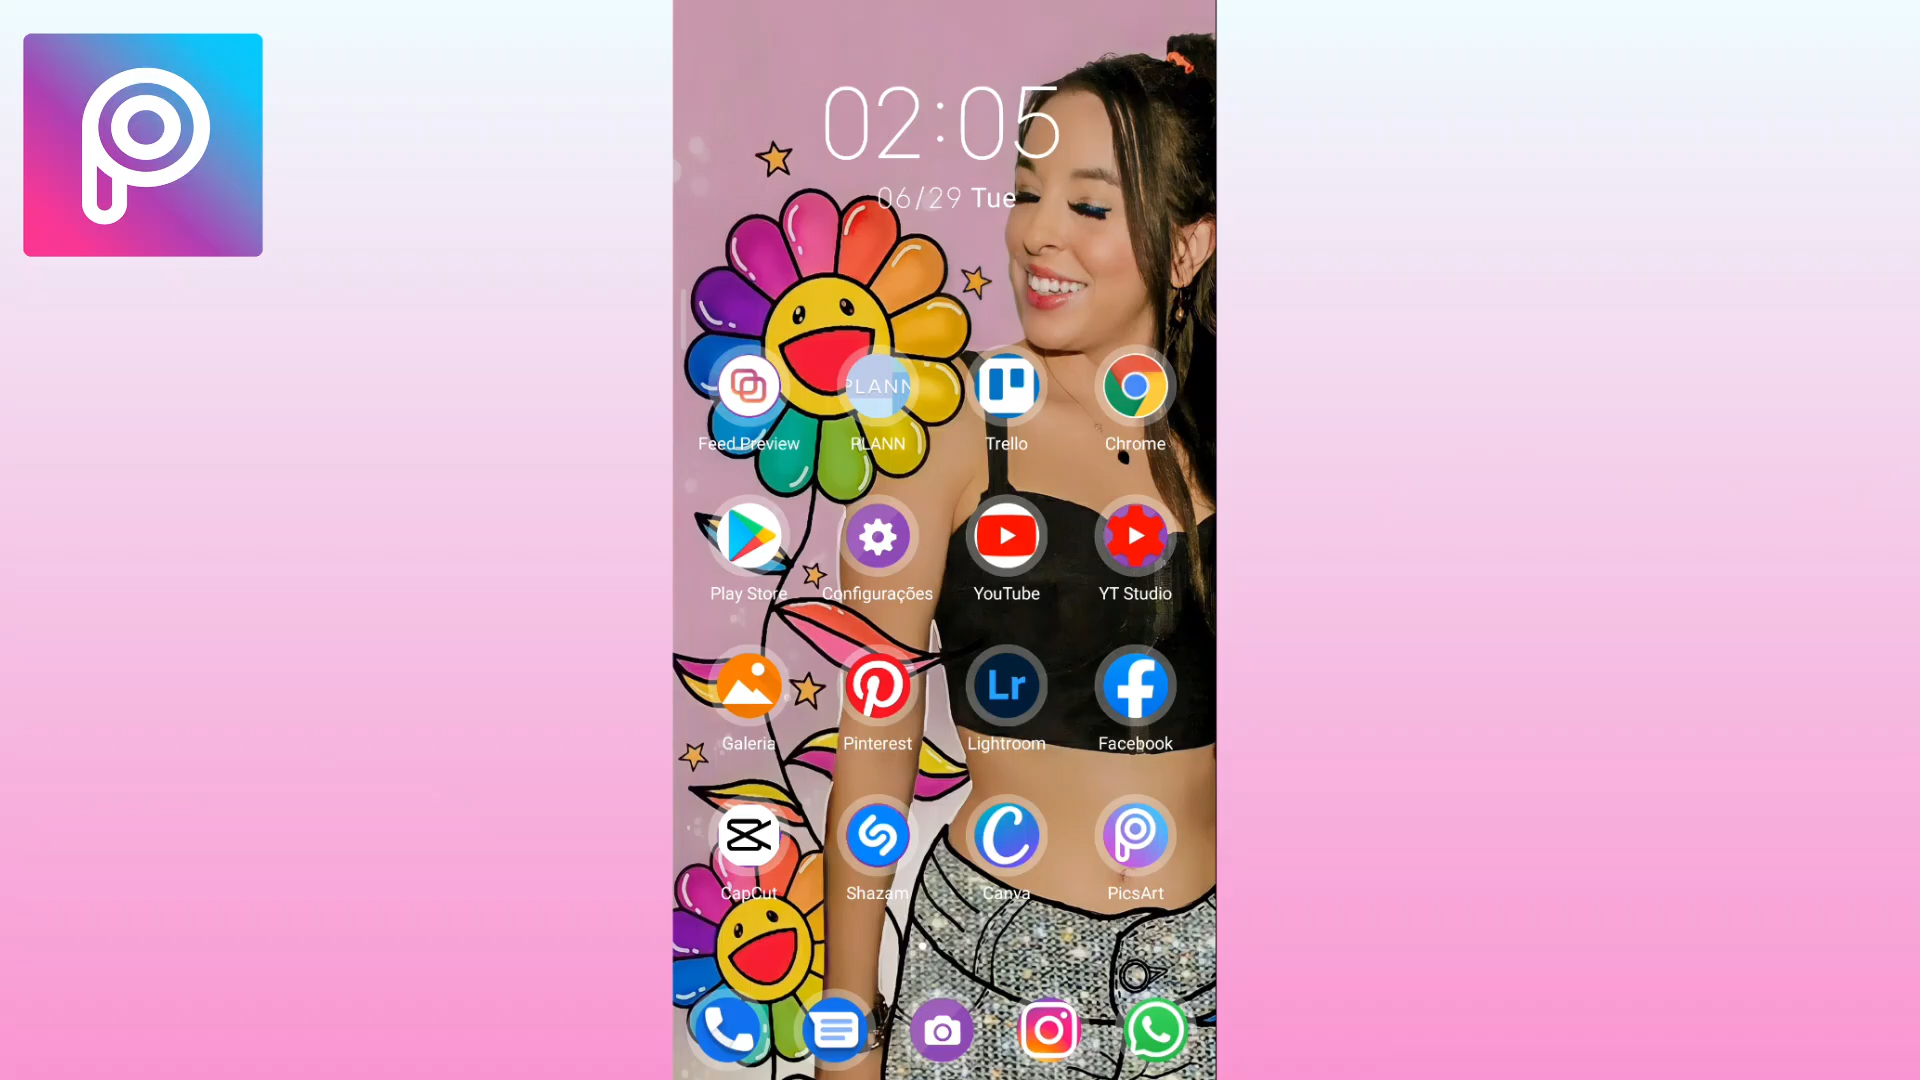 02:05
06/29 Tue
PLANN
Feed Preview
PLANN
Trello
Chrome
Play Store
Configurações
YouTube
YT Studio
Lr
Galeria
Pinterest
Lightroom
Facebook
CapCut
Shazam
Canva
PicsArt